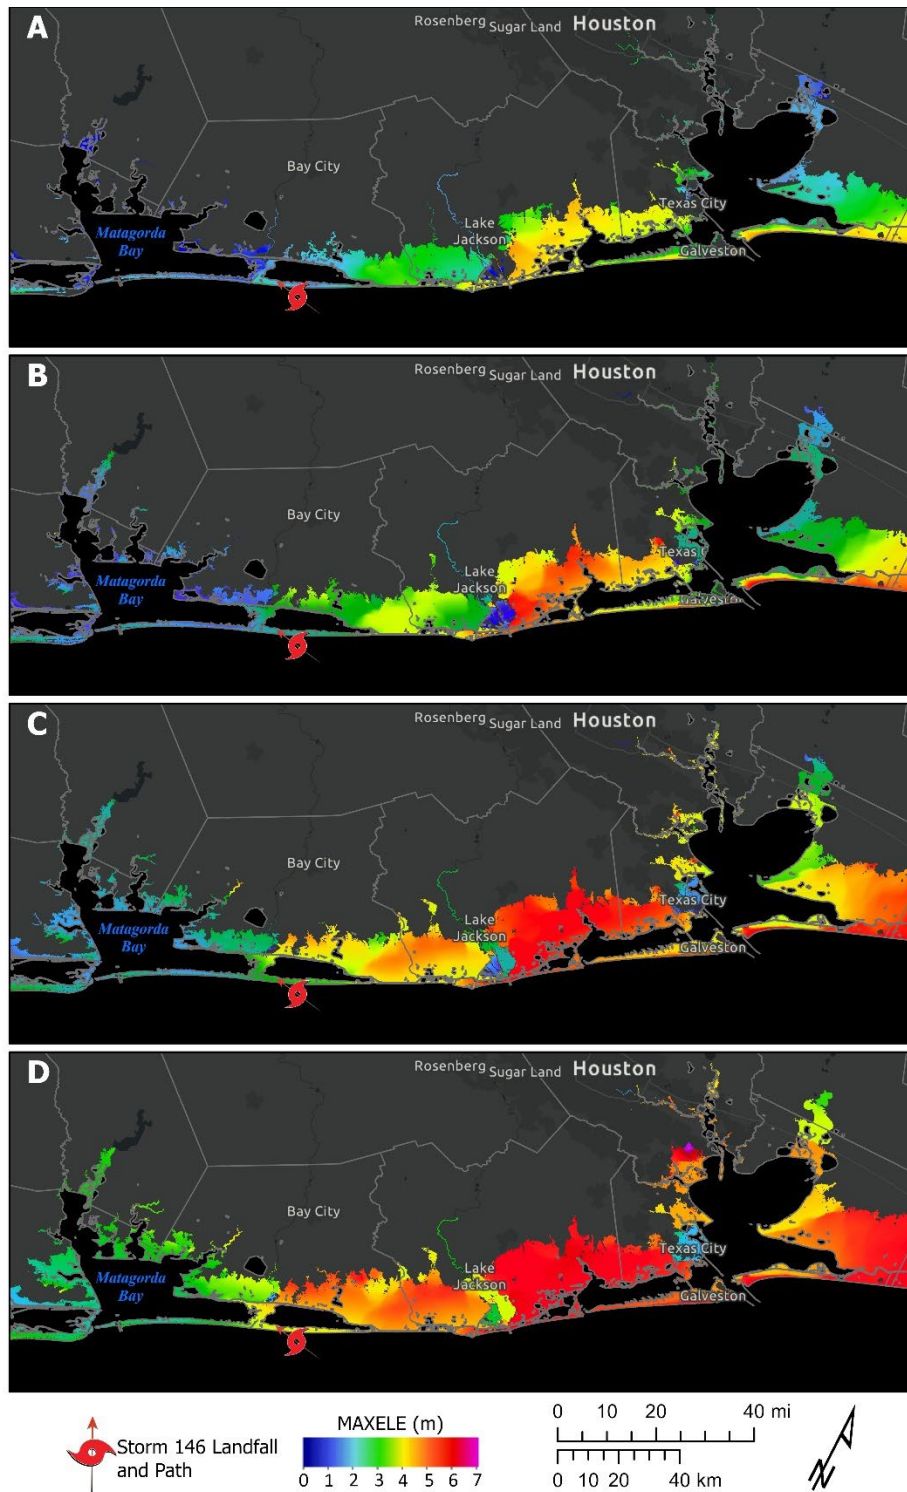 A
Rosenberg Sugar Land Houston
Bay City
Lake
Jackson
Texas City
Matagorda
Bay
Galveston
B
Rosenberg Sugar Land Houston
Bay City
Lake
Jackson
Texas C
Matagorda
Bay
Galveston
C
Rosenberg Sugar Land Houston
Bay City
Lake
Jackson
Texas City
Matagorda
Bay
Galveston
D
Rosenberg Sugar Land Houston
Bay City
Lake
Jackson
Texas City
Matagorda
Bay
Galveston
Storm 146 Landfall
and Path
MAXELE (m)
0 1 2 3 4 5 6 7
0 10 20 40 mi
0 10 20 40 km
N